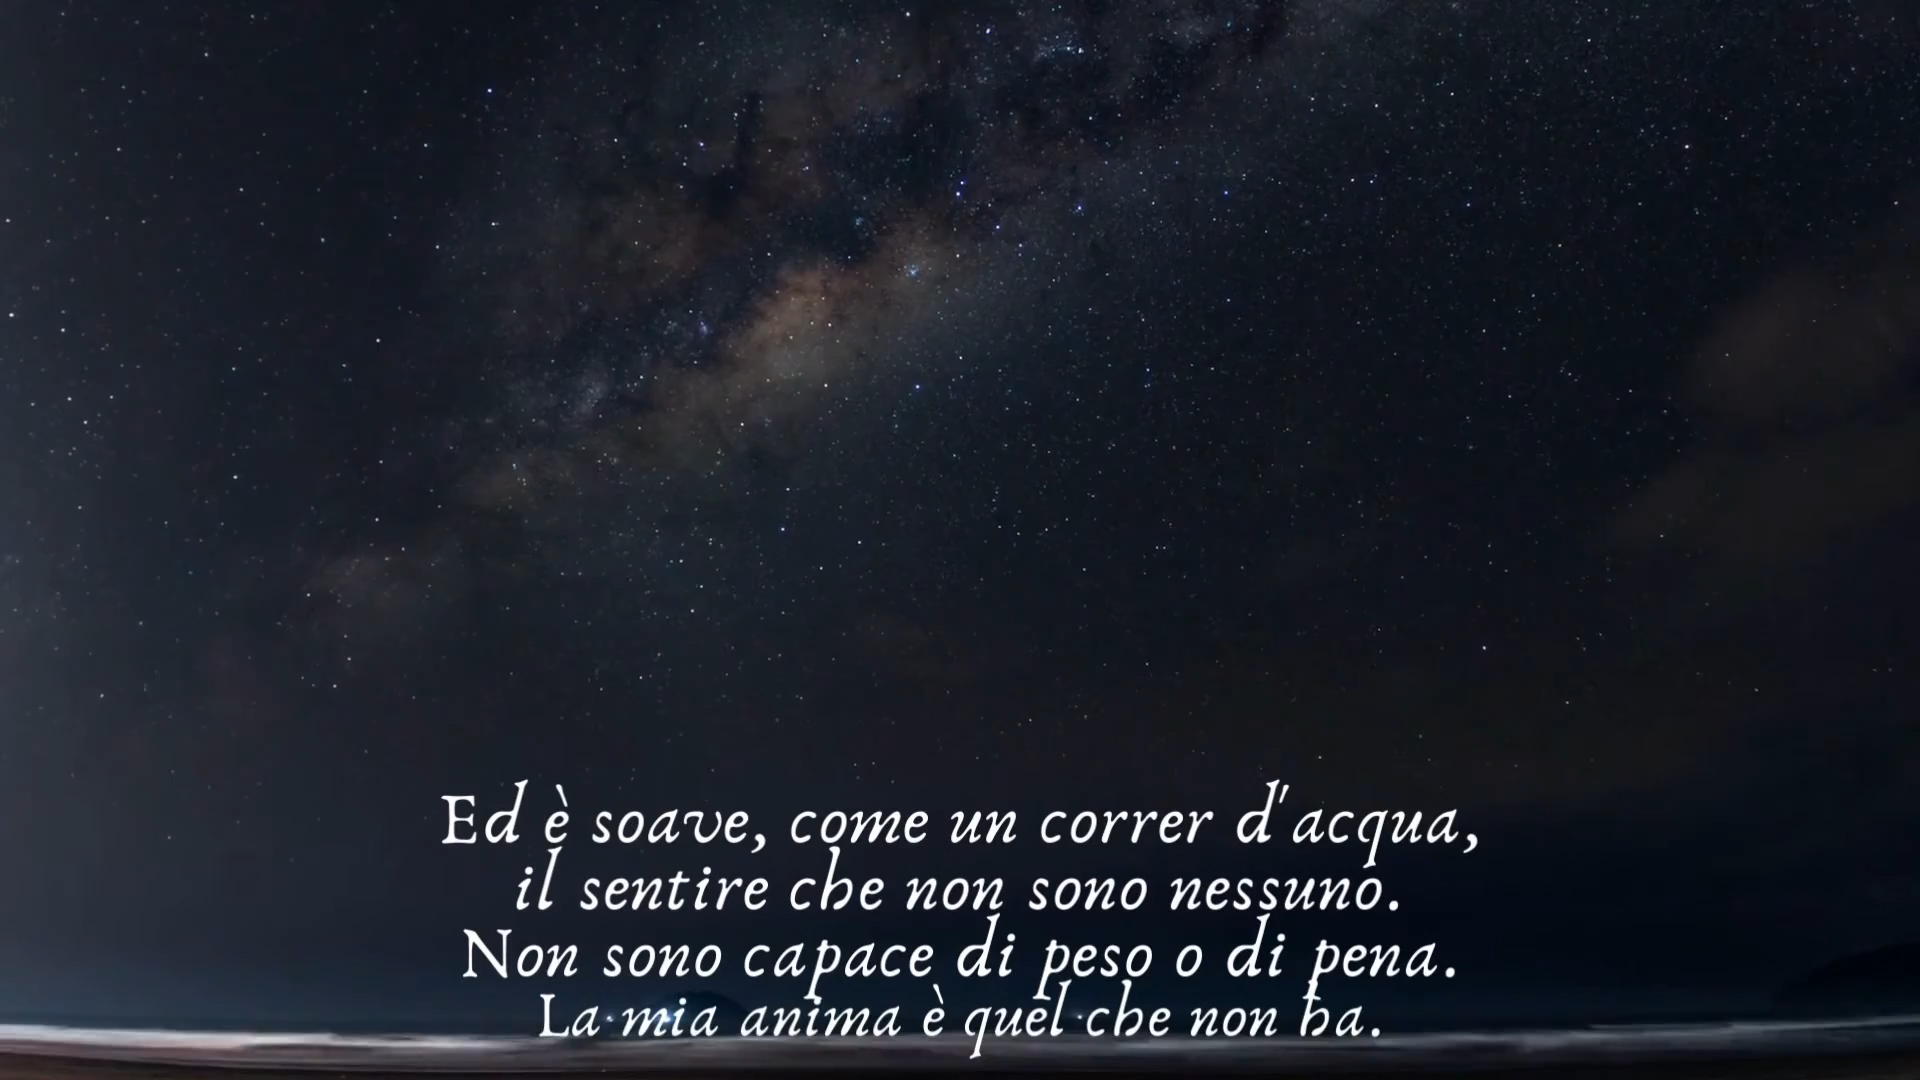 Ed è soave, come un correr d'acqua,
il sentire che non sono nessuno.
Non sono capace di peso o di pena.
La mia anima è quel che non ha.